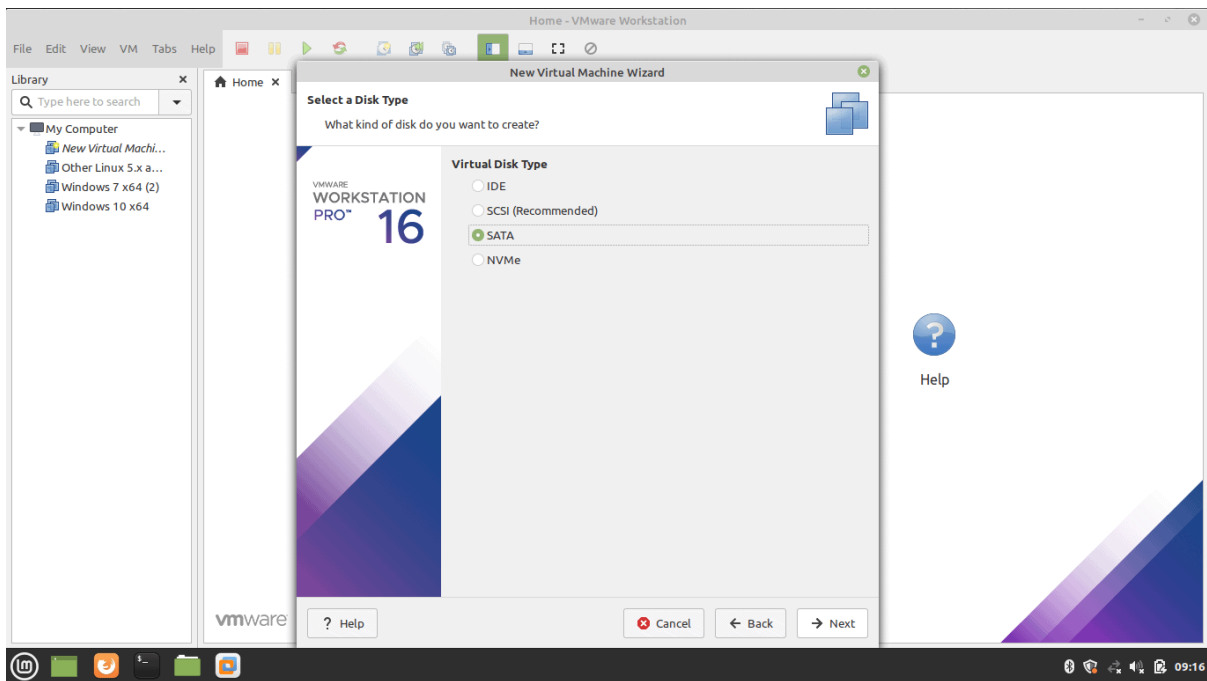 Home - VMware Workstation
File Edit View VM Tabs Help
Library
Home
Type here to search
My Computer
New Virtual Machi...
Other Linux 5.x a...
Windows 7 x64 (2)
Windows 10 x64
New Virtual Machine Wizard
Select a Disk Type
What kind of disk do you want to create?
VMWARE
WORKSTATION
PRO™ 16
Virtual Disk Type
IDE
SCSI (Recommended)
SATA
NVMe
? Help
Cancel
Back
Next
?
Help
vmware
lm
$_
09:16